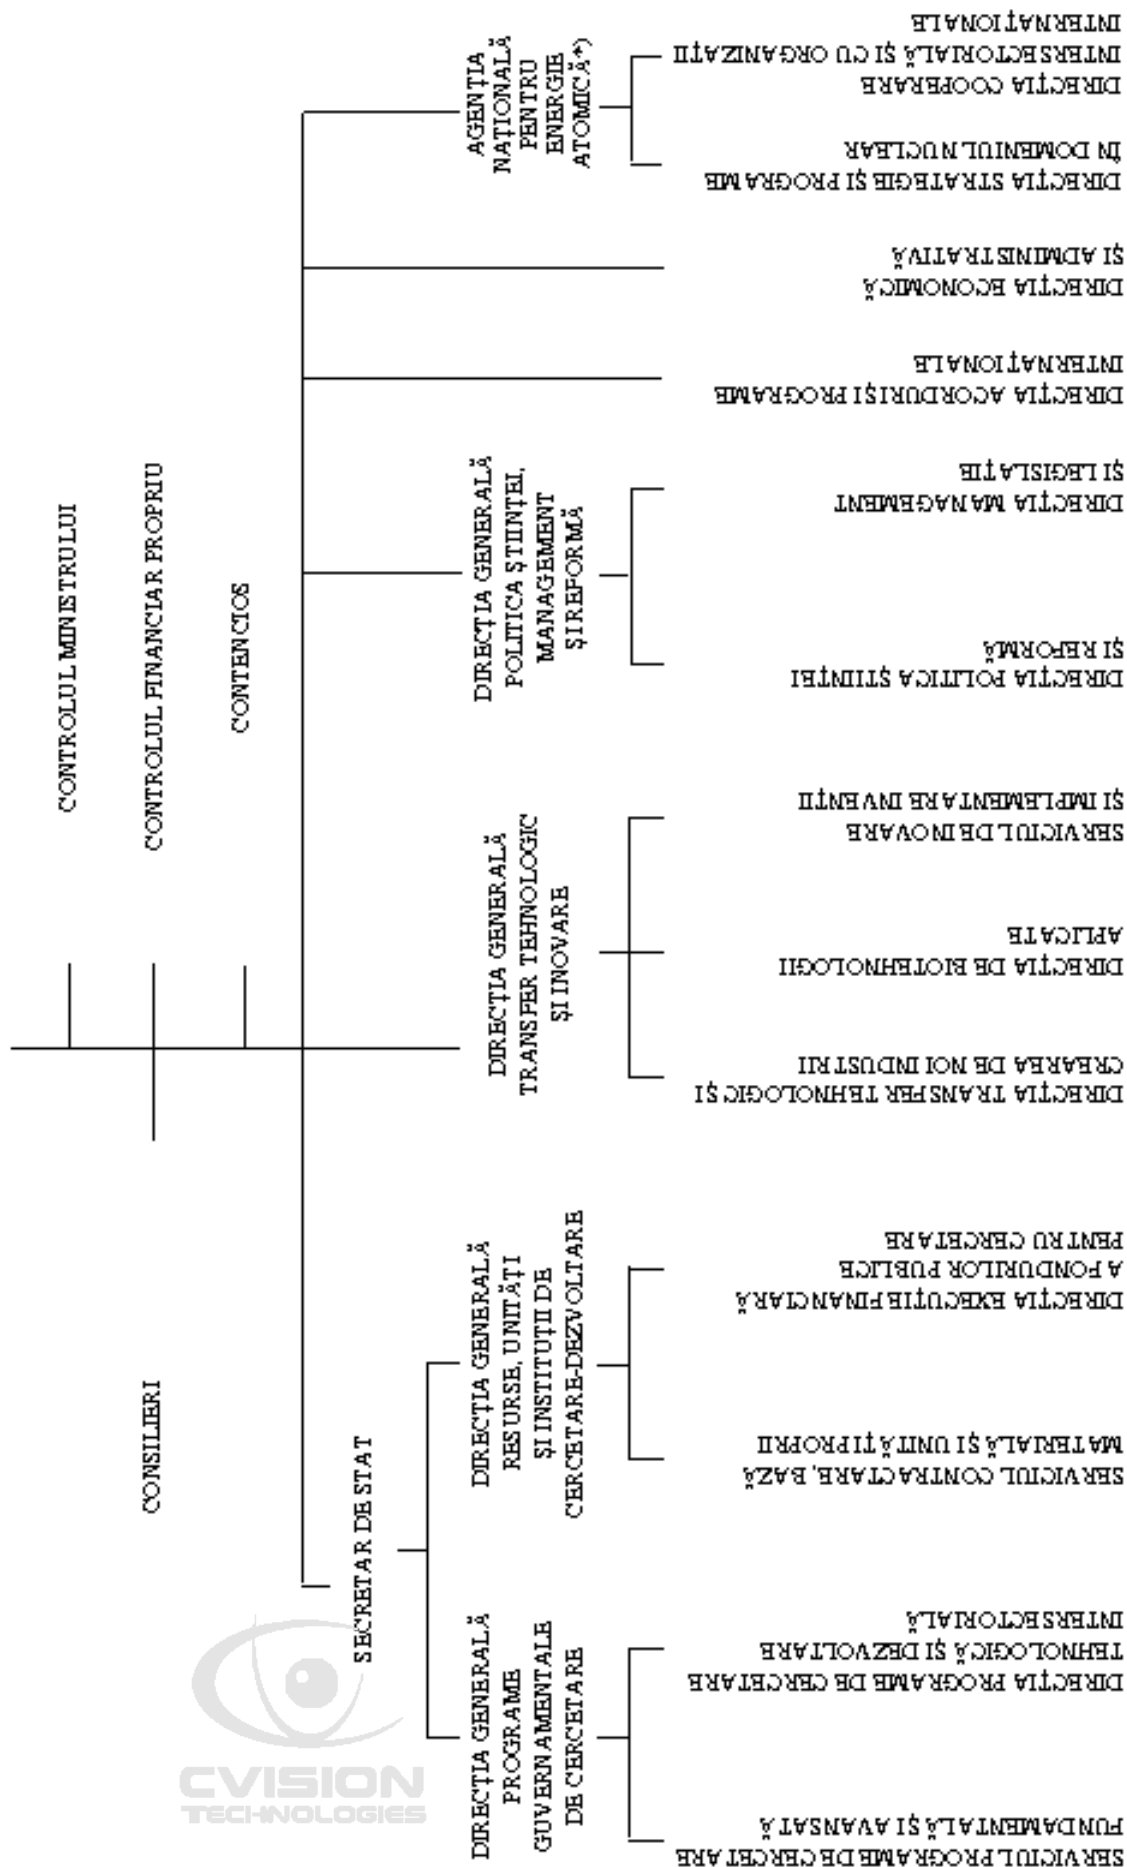 CONTROLUL MINISTRULUI
CONSILIERI
CONTROLUL FINANCIAR PROPRIU
CONTENCIOS
SECRETAR DE STAT
DIRECȚIA GENERALĂ
PROGRAME
GUVERNAMENTALE
DE CERCETARE
DIRECȚIA GENERALĂ
RESURSE, UNITĂȚI
ȘI INSTITUȚII DE
CERCETARE-DEZVOLTARE
DIRECȚIA GENERALĂ
TRANSFER TEHNOLOGIC
ȘI INOVARE
DIRECȚIA GENERALĂ
POLITICA ȘTIINȚEI,
MANAGEMENT
ȘI REFORMĂ
AGENȚIA
NAȚIONALĂ
PENTRU
ENERGIE
ATOMICĂ*)
SERVICIUL PROGRAME DE CERCETARE
FUNDAMENTALĂ ȘI AVANSATĂ
DIRECȚIA PROGRAME DE CERCETARE
TEHNOLOGICĂ ȘI DEZVOLTARE
INTERSECTORIALĂ
SERVICIUL CONTRACTARE, BAZĂ
MATERIALĂ ȘI UNITĂȚI PROPRII
DIRECȚIA EXECUȚIE FINANCIARĂ
A FONDURILOR PUBLICE
PENTRU CERCETARE
DIRECȚIA TRANSFER TEHNOLOGIC ȘI
CREAREA DE NOI INDUSTRII
DIRECȚIA DE BIOTEHNOLOGII
APLICATE
SERVICIUL DE INOVARE
ȘI IMPLEMENTARE INVENȚII
DIRECȚIA POLITICA ȘTIINȚEI
ȘI REFORMĂ
DIRECȚIA MANAGEMENT
ȘI LEGISLAȚIE
DIRECȚIA ACORDURI ȘI PROGRAME
INTERNAȚIONALE
DIRECȚIA ECONOMICĂ
ȘI ADMINISTRATIVĂ
DIRECȚIA STRATEGIE ȘI PROGRAME
ÎN DOMENIUL NUCLEAR
DIRECȚIA COOPERARE
INTERSECTORIALĂ ȘI CU ORGANIZAȚII
INTERNAȚIONALE
CVISION
TECHNOLOGIES